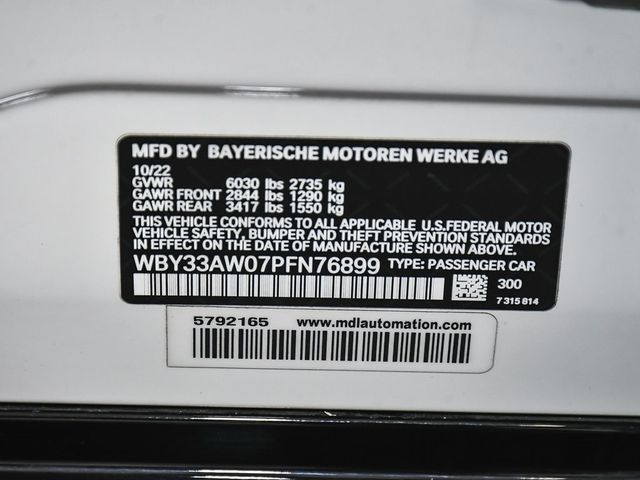 MFD BY BAYERISCHE MOTOREN WERKE AG
10/22
GVWR 6030 lbs 2735 kg
GAWR FRONT 2844 lbs 1290 kg
GAWR REAR 3417 lbs 1550 kg
THIS VEHICLE CONFORMS TO ALL APPLICABLE U.S.FEDERAL MOTOR
VEHICLE SAFETY, BUMPER AND THEFT PREVENTION STANDARDS
IN EFFECT ON THE DATE OF MANUFACTURE SHOWN ABOVE.
WBY33AW07PFN76899 TYPE: PASSENGER CAR
300
7 315 814
5792165 www.mdlautomation.com